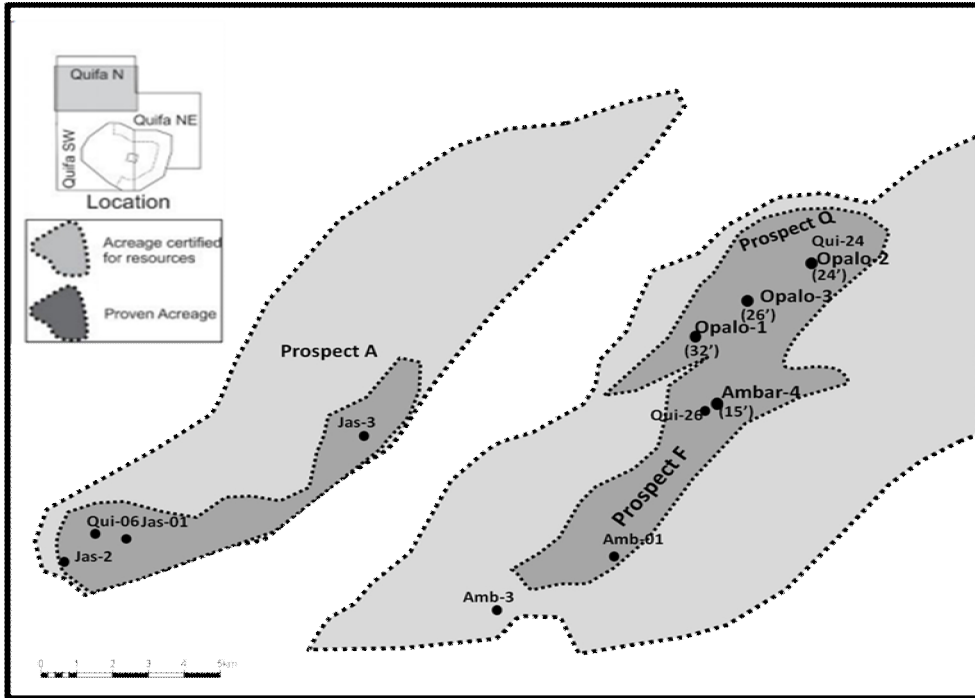 Quifa N
Quifa NE
Quifa SW
Location
Acreage certified
for resources
Proven Acreage
Prospect A
Jas-3
Qui-06
Jas-01
Jas-2
Prospect Q
Qui-24
Opalo-2
(24')
Opalo-3
(26')
Opalo-1
(32')
Ambar-4
Qui-26
(15')
Prospect F
Amb-01
Amb-3
0 1 2 3 4 5km